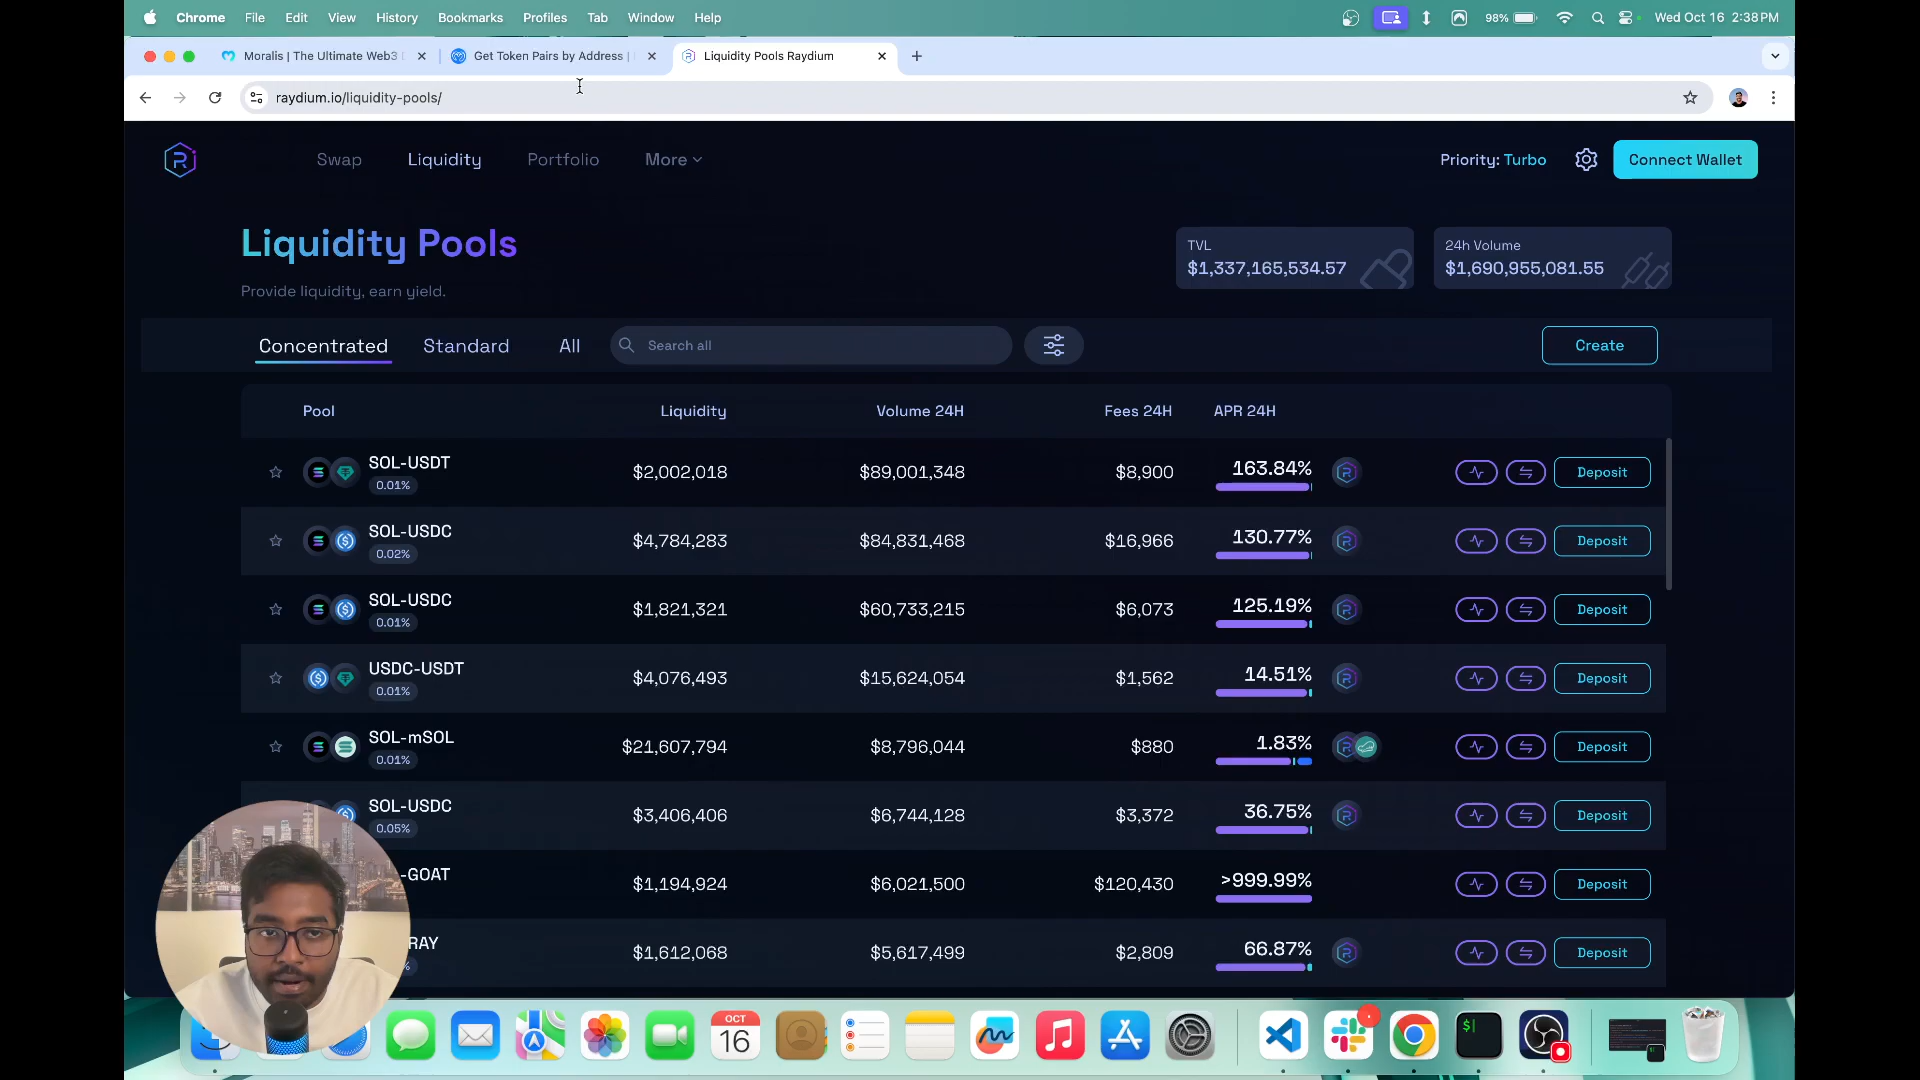 Chrome File Edit View History Bookmarks Profiles Tab Window Help 98% Wed Oct 16 2:38 PM
Moralis | The Ultimate Web3 Get Token Pairs by Address | Liquidity Pools Raydium
raydium.io/liquidity-pools/
Swap Liquidity Portfolio More Priority: Turbo Connect Wallet
Liquidity Pools
Provide liquidity, earn yield.
TVL
$1,337,165,534.57
24h Volume
$1,690,955,081.55
Concentrated Standard All Search all Create
Pool Liquidity Volume 24H Fees 24H APR 24H
SOL-USDT
0.01%
$2,002,018 $89,001,348 $8,900 163.84% Deposit
SOL-USDC
0.02%
$4,784,283 $84,831,468 $16,966 130.77% Deposit
SOL-USDC
0.01%
$1,821,321 $60,733,215 $6,073 125.19% Deposit
USDC-USDT
0.01%
$4,076,493 $15,624,054 $1,562 14.51% Deposit
SOL-mSOL
0.01%
$21,607,794 $8,796,044 $880 1.83% Deposit
SOL-USDC
0.05%
$3,406,406 $6,744,128 $3,372 36.75% Deposit
-GOAT
$1,194,924 $6,021,500 $120,430 >999.99% Deposit
RAY
%
$1,612,068 $5,617,499 $2,809 66.87% Deposit
OCT
16
$